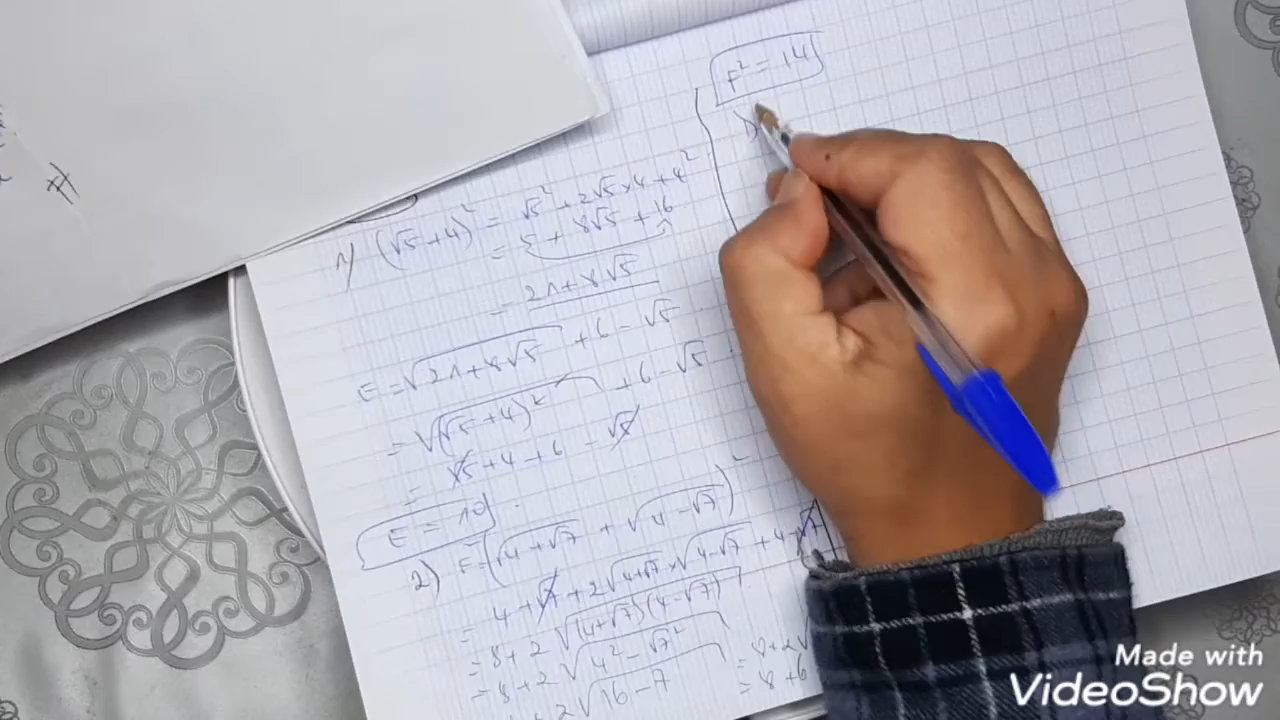 F² = 14
D
#
1) (√5 + 4)² = √5² + 2√5 × 4 + 4²
= 5 + 8√5 + 16
= 21 + 8√5
E = √21 + 8√5 + 6 - √5
= √(√5 + 4)² + 6 - √5
= √5 + 4 + 6 - √5
E = 10
2) F² = (√4 + √7 + √4 - √7)²
= 4 + √7 + 2√4+√7 × √4-√7 + 4 - √7
= 8 + 2√(4+√7)(4-√7)
= 8 + 2√4² - √7²
= 8 + 2√
+ 2√16 - 7
= 8 + 6
Made with
VideoShow